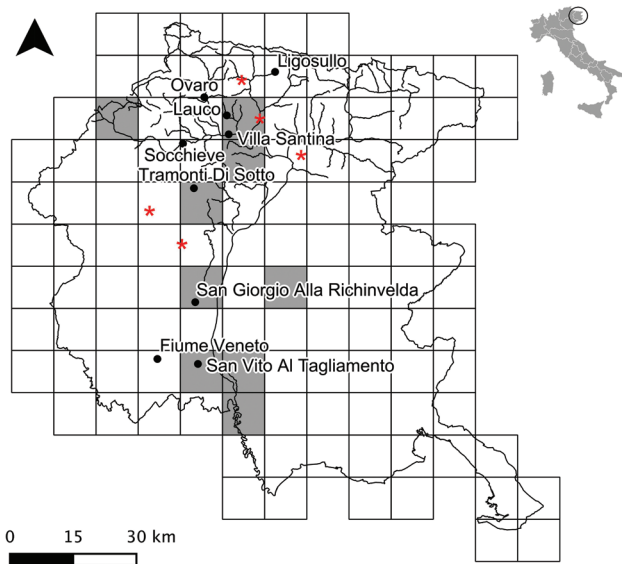 Ligosullo
Ovaro
Lauco
Villa Santina
Socchieve
Tramonti Di Sotto
San Giorgio Alla Richinvelda
Fiume Veneto
San Vito Al Tagliamento
0 15 30 km